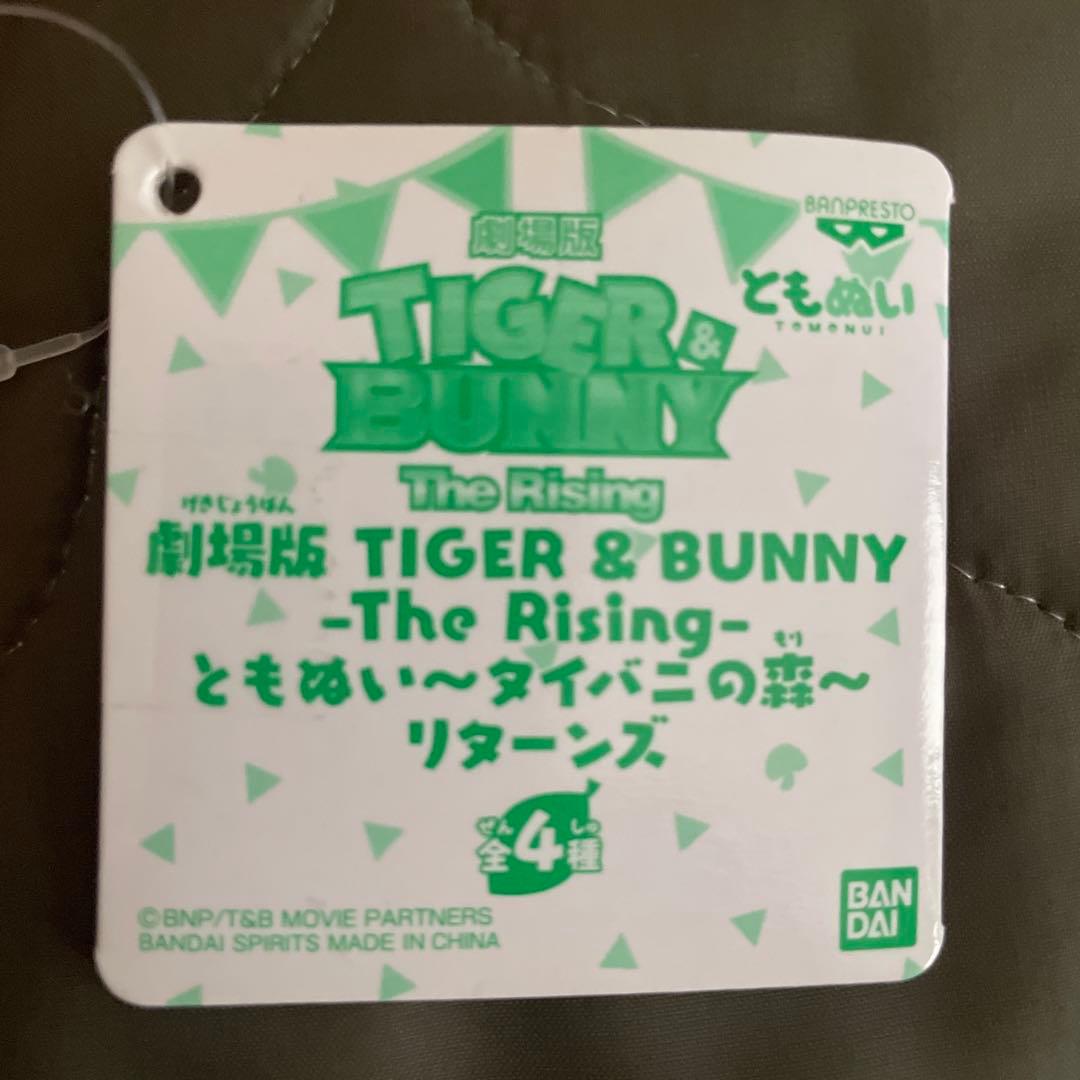 BANPRESTO
ともぬい
TOMONUI
劇場版
TIGER &
BUNNY
The Rising
げきじょうばん
劇場版 TIGER & BUNNY
-The Rising-
もり
ともぬい～タイバニの森～
リターンズ
ぜん しゅ
全4種
©BNP/T&B MOVIE PARTNERS
BANDAI SPIRITS MADE IN CHINA
BAN
DAI